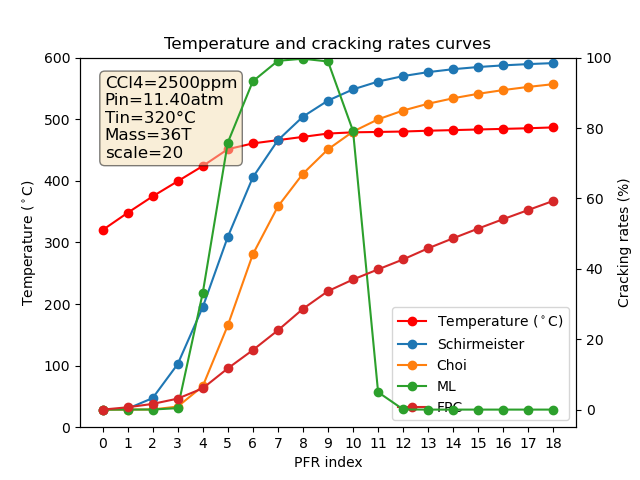 Temperature and cracking rates curves
CCl4=2500ppm
Pin=11.40atm
Tin=320°C
Mass=36T
scale=20
Temperature (°C)
600
500
400
300
200
100
0
Cracking rates (%)
100
80
60
40
20
0
Temperature (°C)
Schirmeister
Choi
ML
FPC
0 1 2 3 4 5 6 7 8 9 10 11 12 13 14 15 16 17 18
PFR index